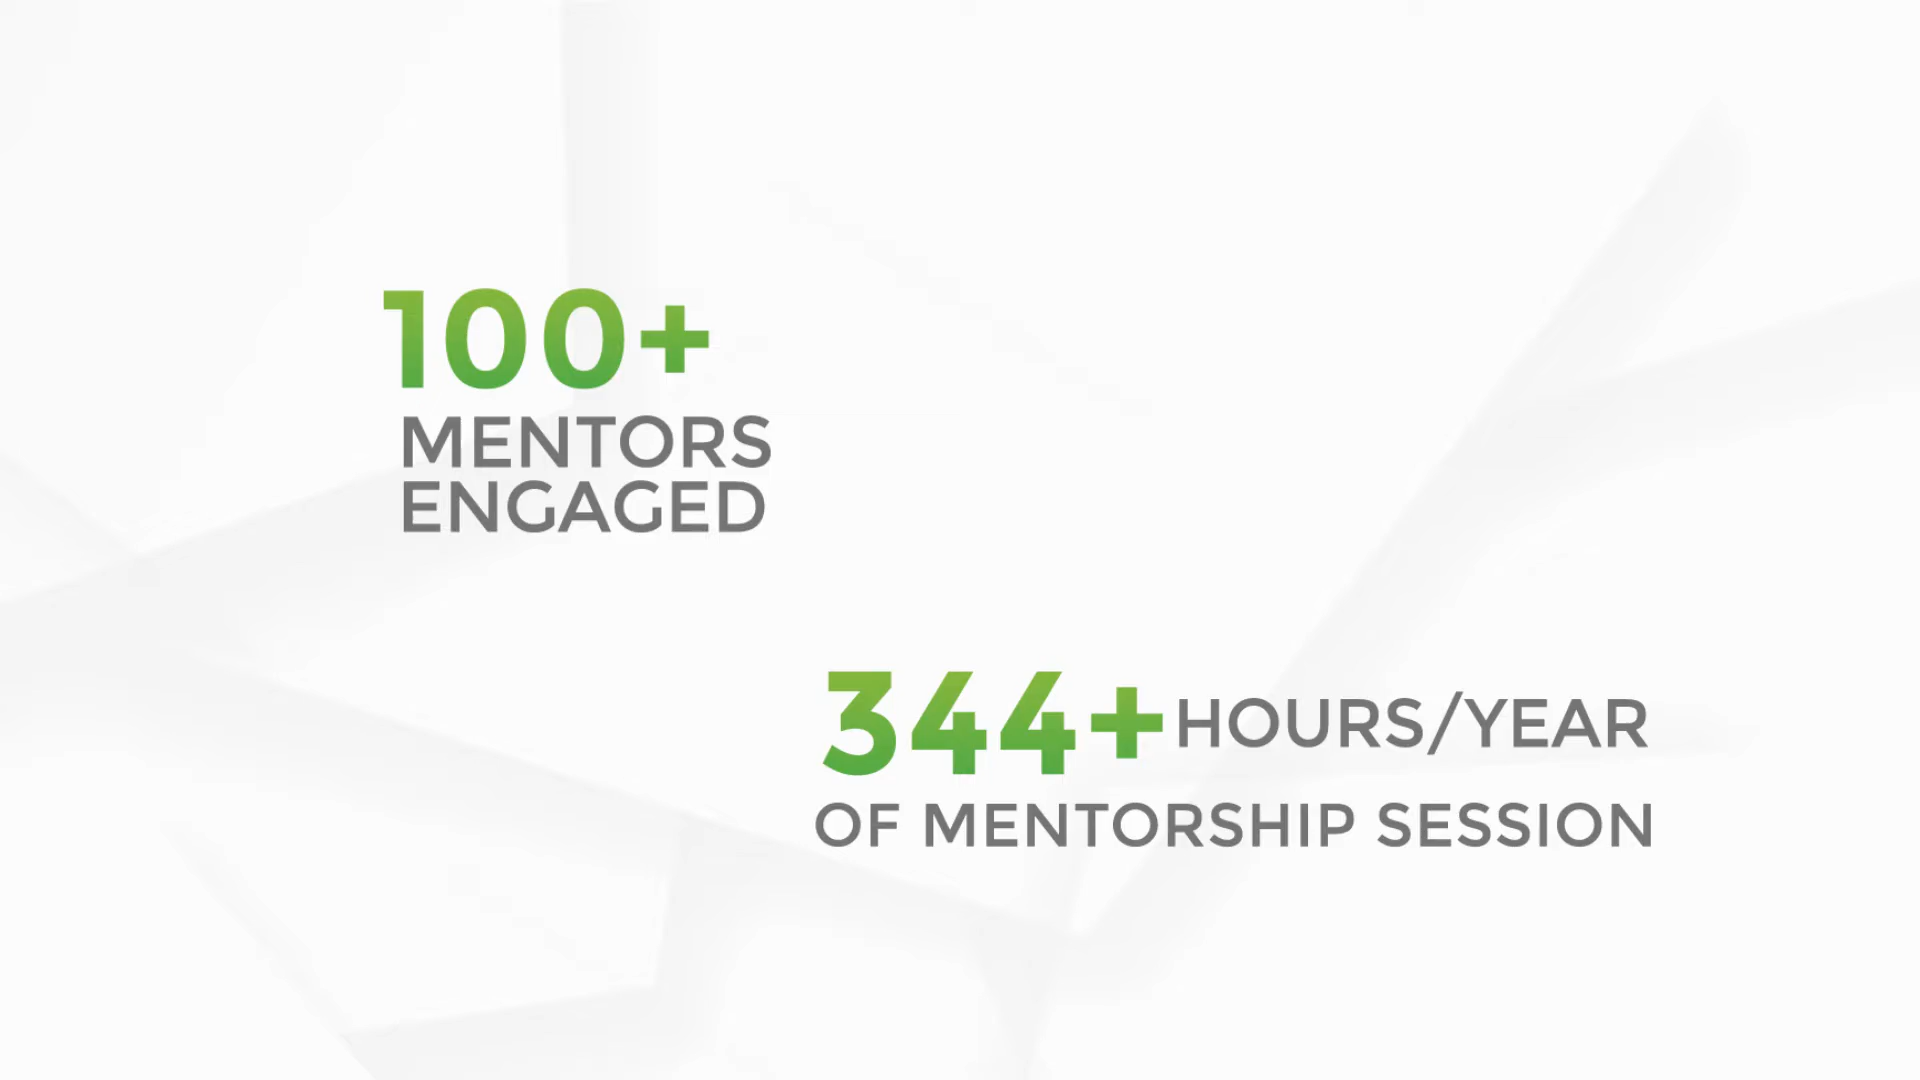 100+
MENTORS
ENGAGED
344+ HOURS/YEAR
OF MENTORSHIP SESSION